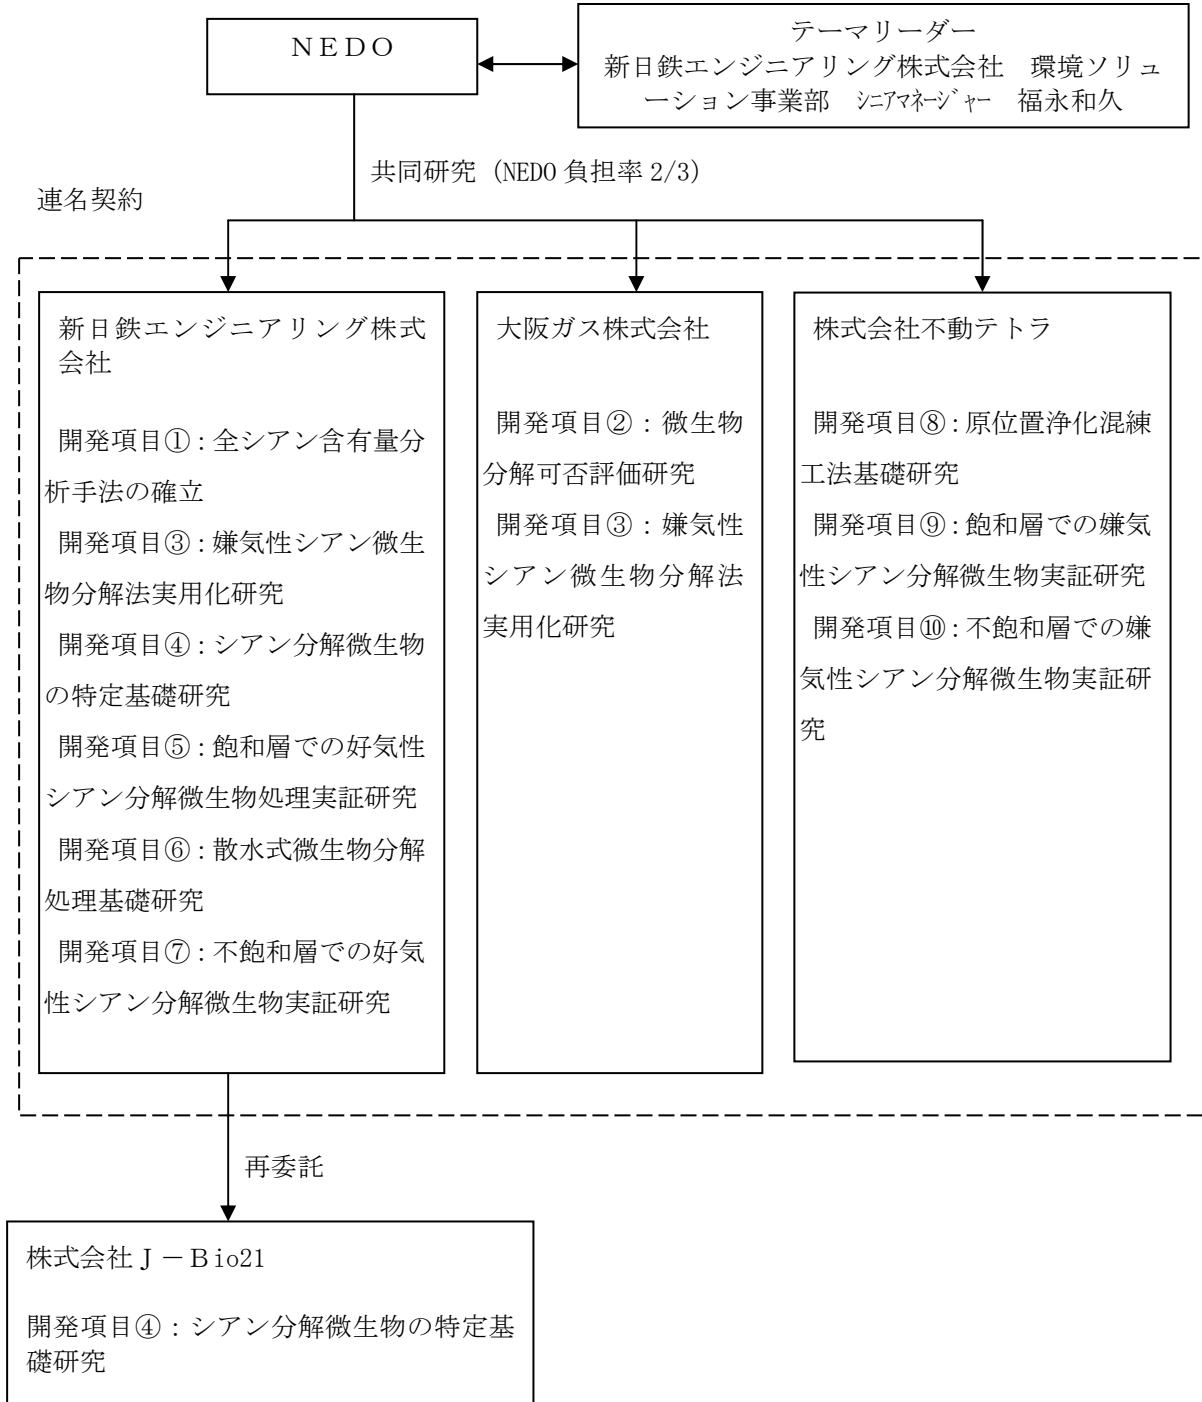 ＮＥＤＯ
テーマリーダー
新日鉄エンジニアリング株式会社　環境ソリュ
ーション事業部　ｼﾆｱﾏﾈｰｼﾞｬｰ　福永和久
共同研究（NEDO 負担率 2/3）
連名契約
新日鉄エンジニアリング株式
会社
開発項目①：全シアン含有量分
析手法の確立
開発項目③：嫌気性シアン微生
物分解法実用化研究
開発項目④：シアン分解微生物
の特定基礎研究
開発項目⑤：飽和層での好気性
シアン分解微生物処理実証研究
開発項目⑥：散水式微生物分解
処理基礎研究
開発項目⑦：不飽和層での好気
性シアン分解微生物実証研究
大阪ガス株式会社
開発項目②：微生物
分解可否評価研究
開発項目③：嫌気性
シアン微生物分解法
実用化研究
株式会社不動テトラ
開発項目⑧：原位置浄化混練
工法基礎研究
開発項目⑨：飽和層での嫌気
性シアン分解微生物実証研究
開発項目⑩：不飽和層での嫌
気性シアン分解微生物実証研
究
再委託
株式会社Ｊ－Ｂio21
開発項目④：シアン分解微生物の特定基
礎研究